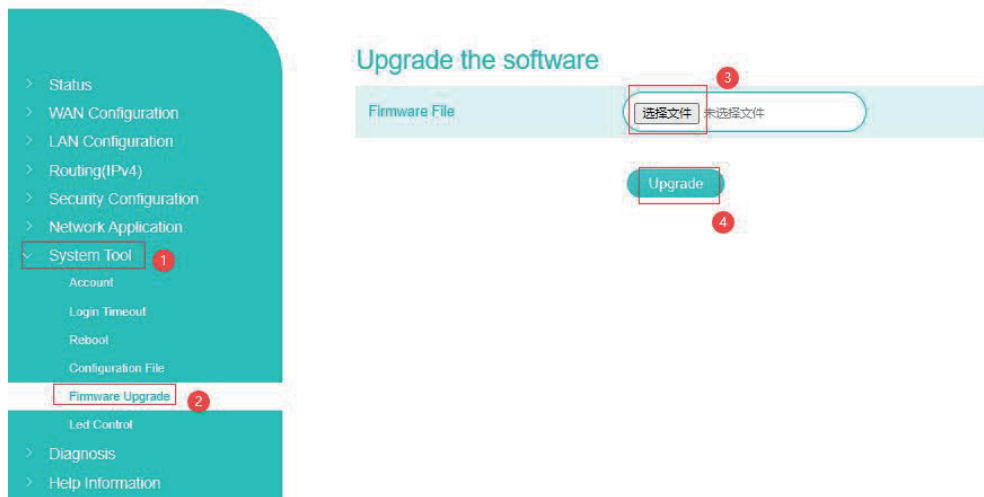 Status
WAN Configuration
LAN Configuration
Routing(IPv4)
Security Configuration
Network Application
System Tool 1
Account
Login Timeout
Reboot
Configuration File
Firmware Upgrade 2
Led Control
Diagnosis
Help Information
Upgrade the software
3
Firmware File 选择文件 未选择文件
Upgrade
4